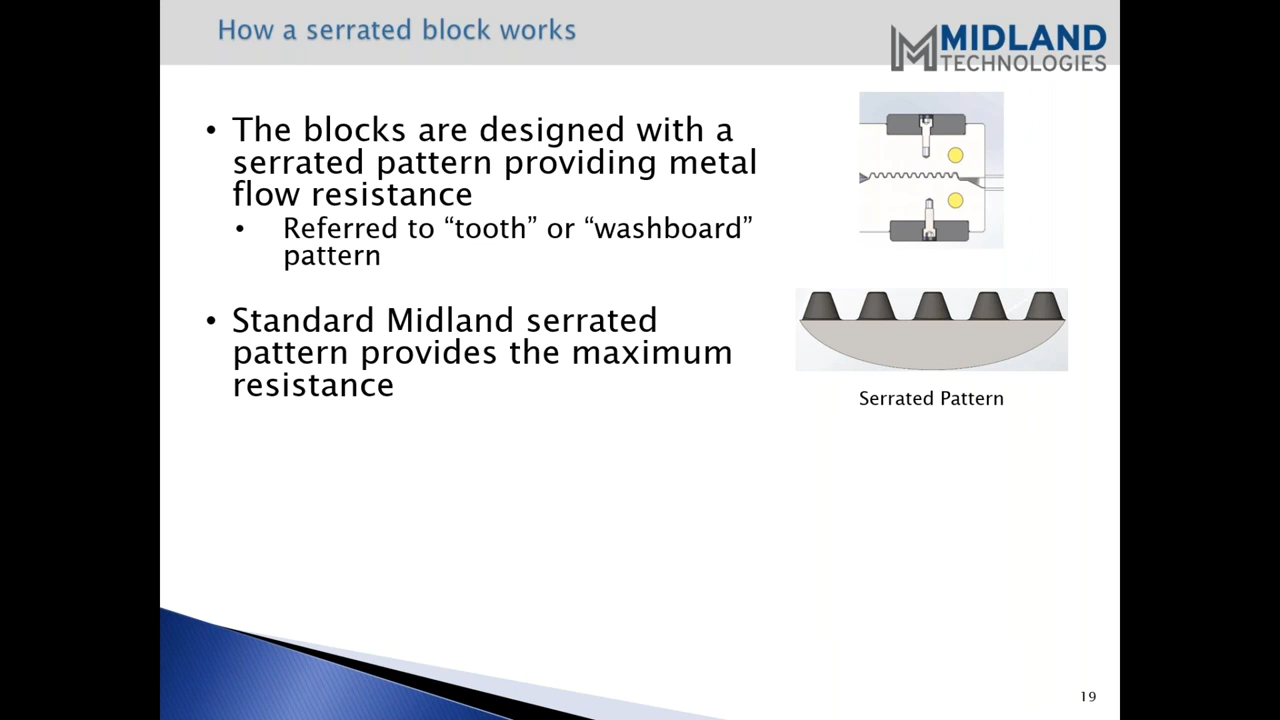 How a serrated block works
MIDLAND
TECHNOLOGIES
• The blocks are designed with a
serrated pattern providing metal
flow resistance
• Referred to “tooth” or “washboard”
pattern
• Standard Midland serrated
pattern provides the maximum
resistance
Serrated Pattern
19